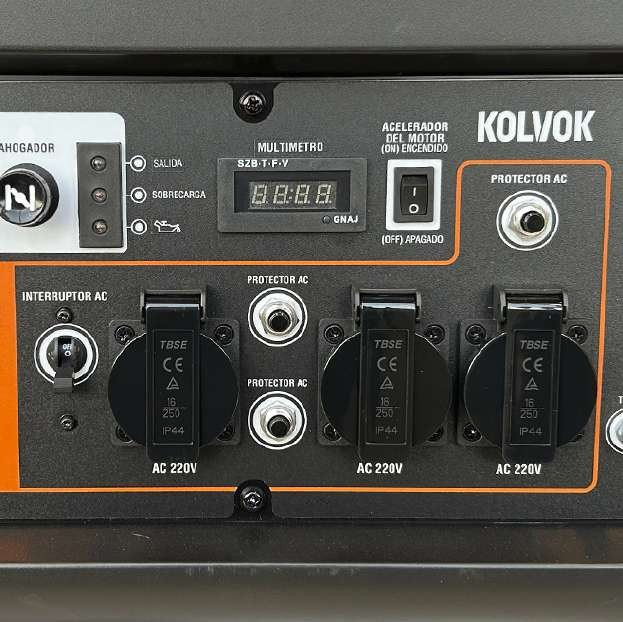 KOLVOK
AHOGADOR
SALIDA
SOBRECARGA
MULTIMETRO
SZB·T·F·V
GNAJ
ACELERADOR
DEL MOTOR
(ON) ENCENDIDO
I
O
(OFF) APAGADO
PROTECTOR AC
INTERRUPTOR AC
OFF
O
PROTECTOR AC
PROTECTOR AC
TBSE
CE
16
250
IP44
AC 220V
TBSE
CE
16
250
IP44
AC 220V
TBSE
CE
16
250
IP44
AC 220V
T